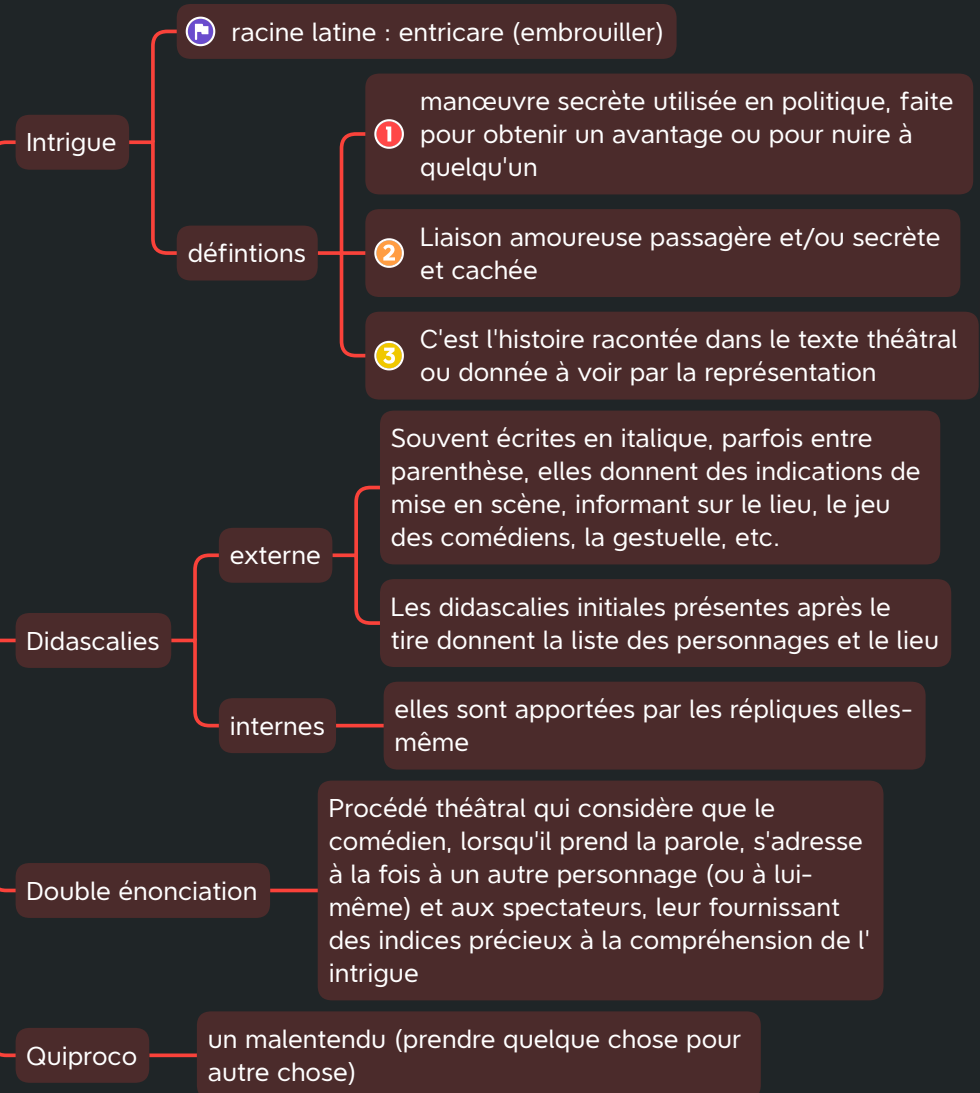 racine latine : entricare (embrouiller)
Intrigue
défintions
1
manœuvre secrète utilisée en politique, faite
pour obtenir un avantage ou pour nuire à
quelqu'un
2
Liaison amoureuse passagère et/ou secrète
et cachée
3
C'est l'histoire racontée dans le texte théâtral
ou donnée à voir par la représentation
Didascalies
externe
Souvent écrites en italique, parfois entre
parenthèse, elles donnent des indications de
mise en scène, informant sur le lieu, le jeu
des comédiens, la gestuelle, etc.
Les didascalies initiales présentes après le
tire donnent la liste des personnages et le lieu
internes
elles sont apportées par les répliques elles-
même
Double énonciation
Procédé théâtral qui considère que le
comédien, lorsqu'il prend la parole, s'adresse
à la fois à un autre personnage (ou à lui-
même) et aux spectateurs, leur fournissant
des indices précieux à la compréhension de l'
intrigue
Quiproco
un malentendu (prendre quelque chose pour
autre chose)